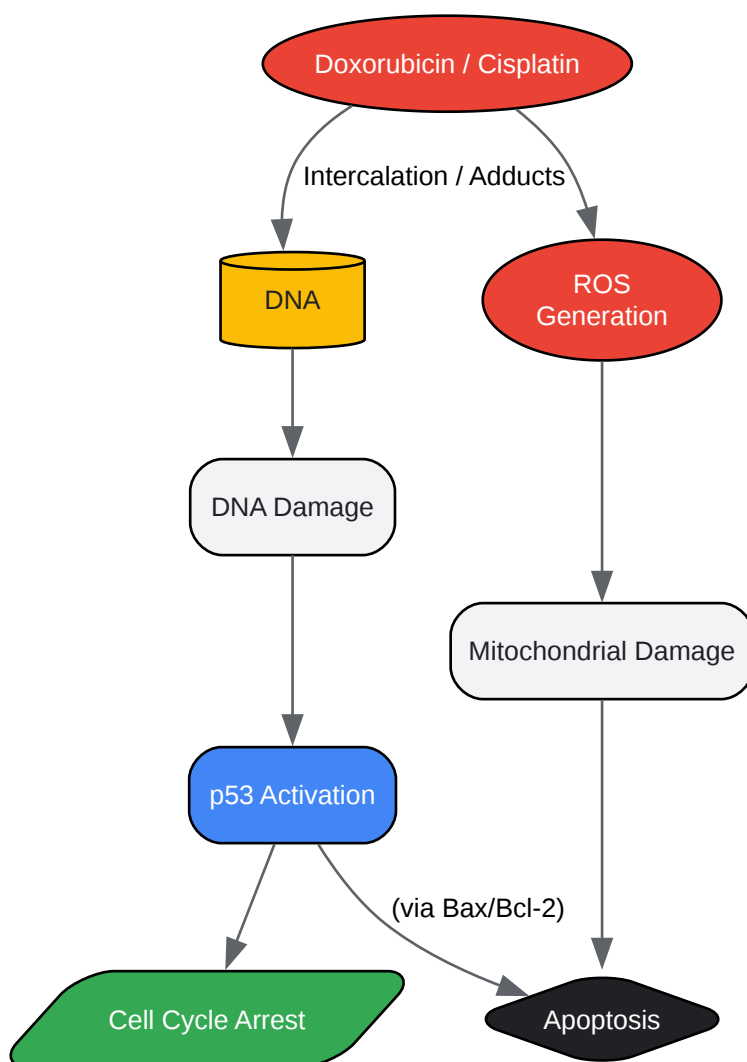 Doxorubicin / Cisplatin
Intercalation / Adducts
DNA
ROS
Generation
DNA Damage
Mitochondrial Damage
p53 Activation
(via Bax/Bcl-2)
Cell Cycle Arrest
Apoptosis